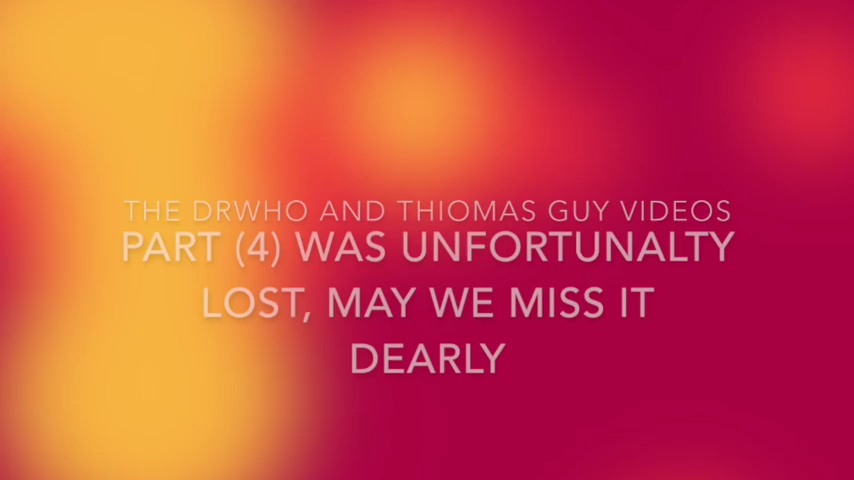 THE DRWHO AND THIOMAS GUY VIDEOS
PART (4) WAS UNFORTUNALTY
LOST, MAY WE MISS IT
DEARLY